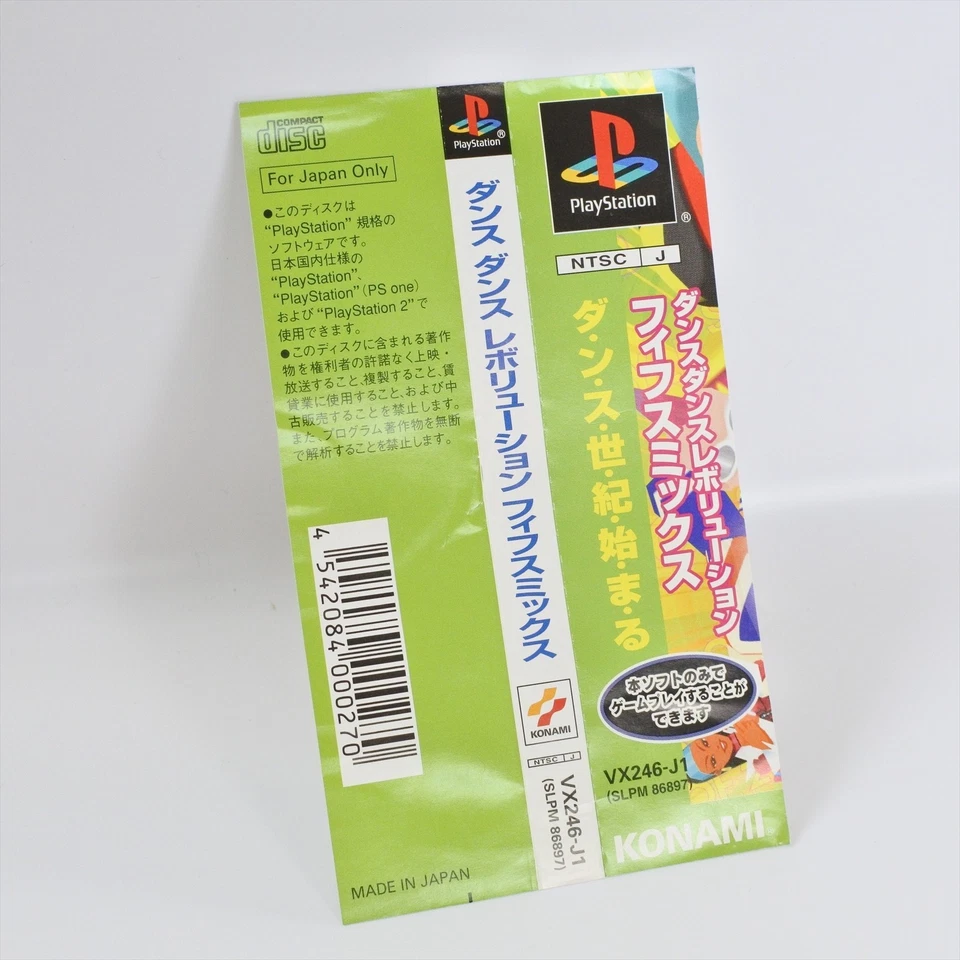 COMPACT
disc
For Japan Only
●このディスクは
“PlayStation” 規格の
ソフトウェアです。
日本国内仕様の
“PlayStation”、
“PlayStation”（PS one）
および“PlayStation 2”で
使用できます。
●このディスクに含まれる著作
物を権利者の許諾なく上映・
放送すること、複製すること、賃
貸業に使用すること、および中
古販売することを禁止します。
また、プログラム著作物を無断
で解析することを禁止します。
4 542084 000270
MADE IN JAPAN
PlayStation®
ダンス ダンス レボリューション フィフスミックス
KONAMI
NTSC J
VX246-J1
(SLPM 86897)
PlayStation
®
NTSC J
ダンスダンスレボリューション
フィフスミックス
ダ・ン・ス・世・紀・始・ま・る
本ソフトのみで
ゲームプレイすることが
できます
VX246-J1
(SLPM 86897)
KONAMI